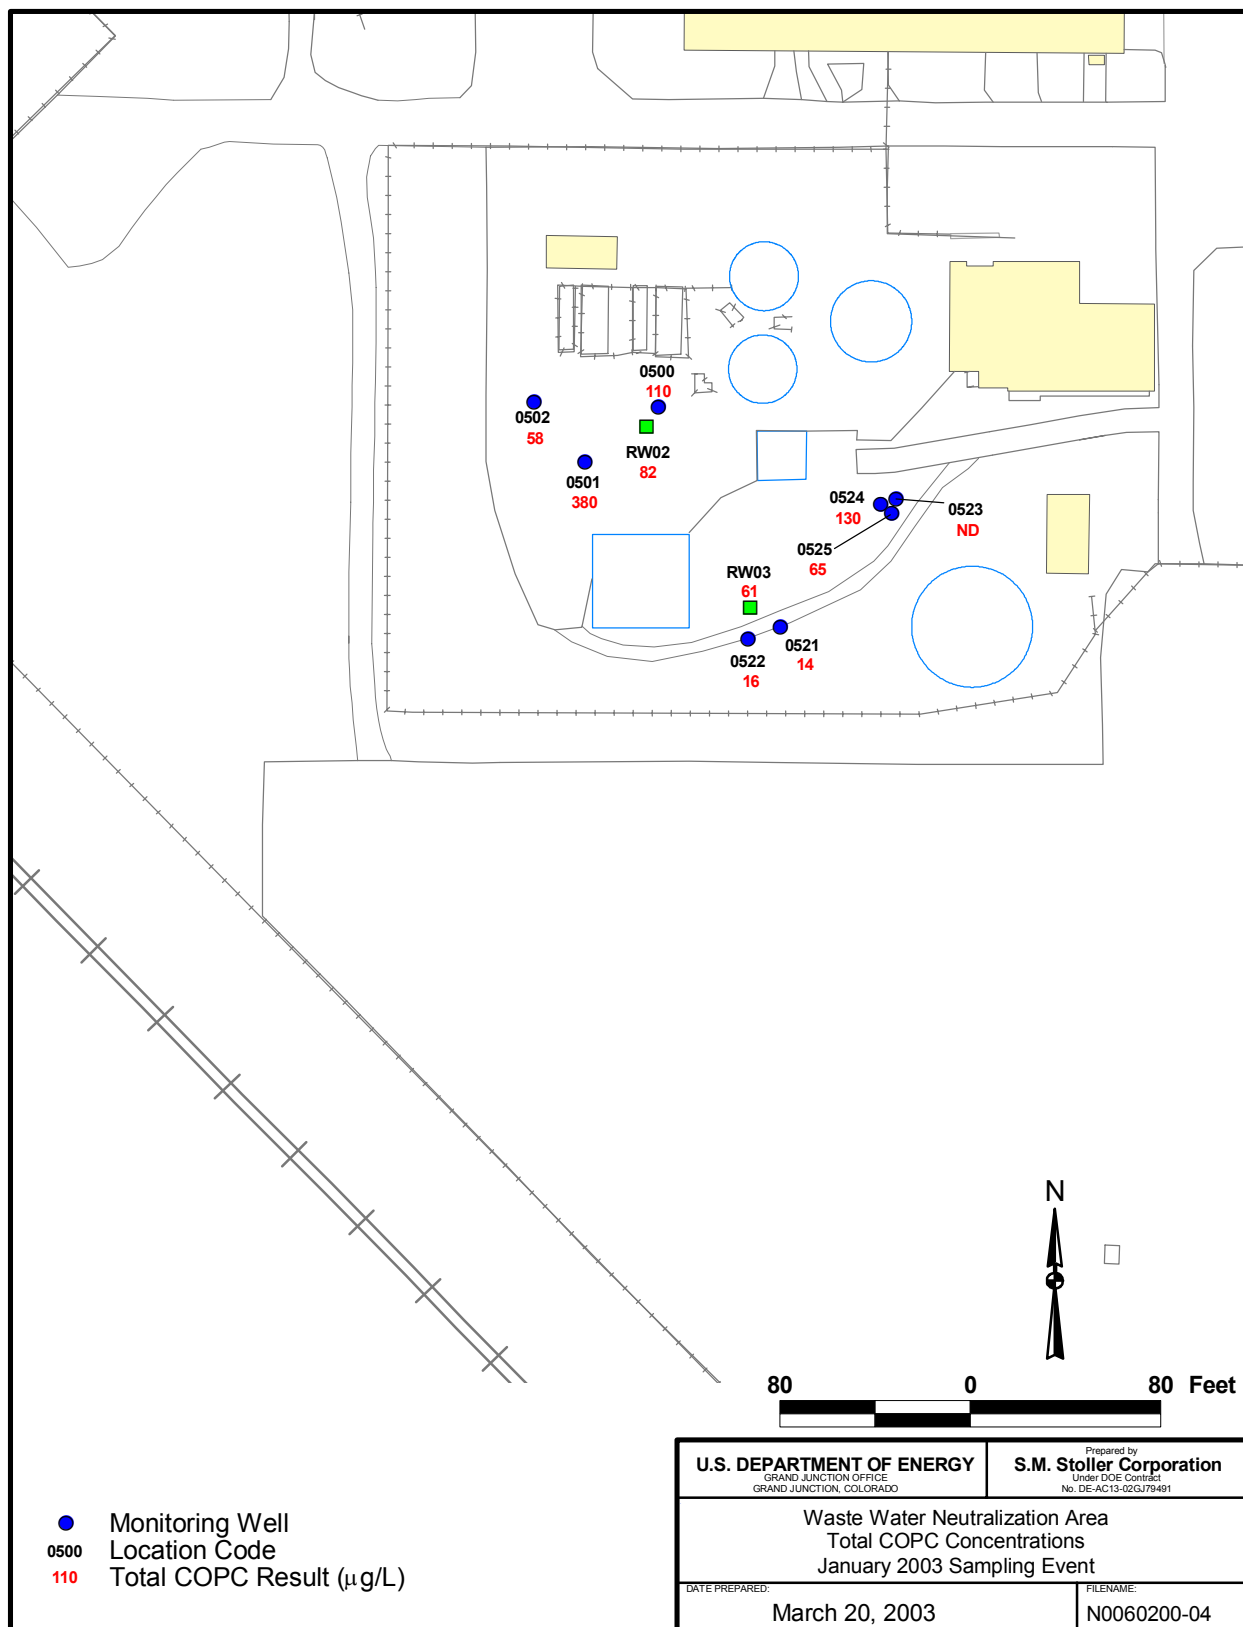 0500
110
0502
58
RW02
82
0501
380
0524
130
0523
ND
0525
65
RW03
61
0521
14
0522
16
N
80 0 80 Feet
U.S. DEPARTMENT OF ENERGY
GRAND JUNCTION OFFICE
GRAND JUNCTION, COLORADO
Prepared by
S.M. Stoller Corporation
Under DOE Contract
No. DE-AC13-02GJ79491
Waste Water Neutralization Area
Total COPC Concentrations
January 2003 Sampling Event
DATE PREPARED:
March 20, 2003
FILENAME:
N0060200-04
Monitoring Well
0500 Location Code
110 Total COPC Result (µg/L)